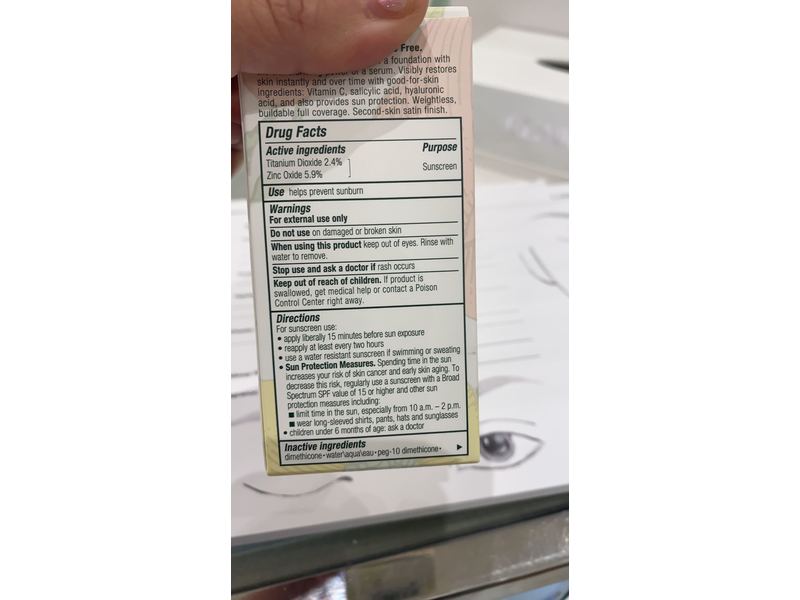 Free.
a foundation with
power of a serum. Visibly restores
skin instantly and over time with good-for-skin
ingredients: Vitamin C, salicylic acid, hyaluronic
acid, and also provides sun protection. Weightless,
buildable full coverage. Second-skin satin finish.
Drug Facts
Active ingredients Purpose
Titanium Dioxide 2.4%
Zinc Oxide 5.9%
Sunscreen
Use helps prevent sunburn
Warnings
For external use only
Do not use on damaged or broken skin
When using this product keep out of eyes. Rinse with
water to remove.
Stop use and ask a doctor if rash occurs
Keep out of reach of children. If product is
swallowed, get medical help or contact a Poison
Control Center right away.
Directions
For sunscreen use:
• apply liberally 15 minutes before sun exposure
• reapply at least every two hours
• use a water resistant sunscreen if swimming or sweating
• Sun Protection Measures. Spending time in the sun
increases your risk of skin cancer and early skin aging. To
decrease this risk, regularly use a sunscreen with a Broad
Spectrum SPF value of 15 or higher and other sun
protection measures including:
■ limit time in the sun, especially from 10 a.m. – 2 p.m.
■ wear long-sleeved shirts, pants, hats and sunglasses
• children under 6 months of age: ask a doctor
Inactive ingredients
dimethicone • water\aqua\eau • peg-10 dimethicone •